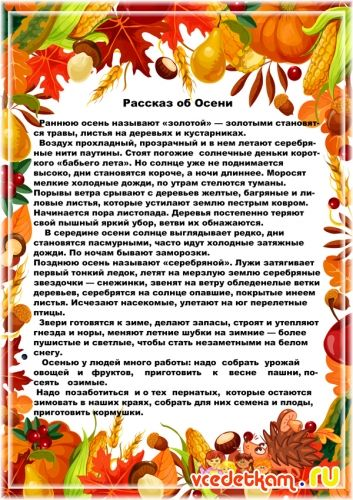 Рассказ об Осени
Раннюю осень называют «золотой» — золотыми становят-
ся травы, листья на деревьях и кустарниках.
Воздух прохладный, прозрачный и в нем летают серебря-
ные нити паутины. Стоят погожие солнечные деньки корот-
кого «бабьего лета». Но солнце уже не поднимается
высоко, дни становятся короче, а ночи длиннее. Моросят
мелкие холодные дожди, по утрам стелются туманы.
Порывы ветра срывают с деревьев желтые, багряные и ли-
ловые листья, которые устилают землю пестрым ковром.
Начинается пора листопада. Деревья постепенно теряют
свой пышный яркий убор, ветви их обнажаются.
В середине осени солнце выглядывает редко, дни
становятся пасмурными, часто идут холодные затяжные
дожди. По ночам бывают заморозки.
Позднюю осень называют «серебряной». Лужи затягивает
первый тонкий ледок, летят на мерзлую землю серебряные
звездочки — снежинки, звенят на ветру обледенелые ветки
деревьев, серебрятся на солнце опавшие, покрытые инеем
листья. Исчезают насекомые, улетают на юг перелетные
птицы.
Звери готовятся к зиме, делают запасы, строят и утепляют
гнезда и норы, меняют летние шубки на зимние — более
пушистые и светлые, чтобы стать незаметными на белом
снегу.
Осенью у людей много работы: надо собрать урожай
овощей и фруктов, приготовить к весне пашни, по-
сеять озимые.
Надо позаботиться и о тех пернатых, которые остаются
зимовать в наших краях, собрать для них семена и плоды,
приготовить кормушки.
vcedetkam.ru